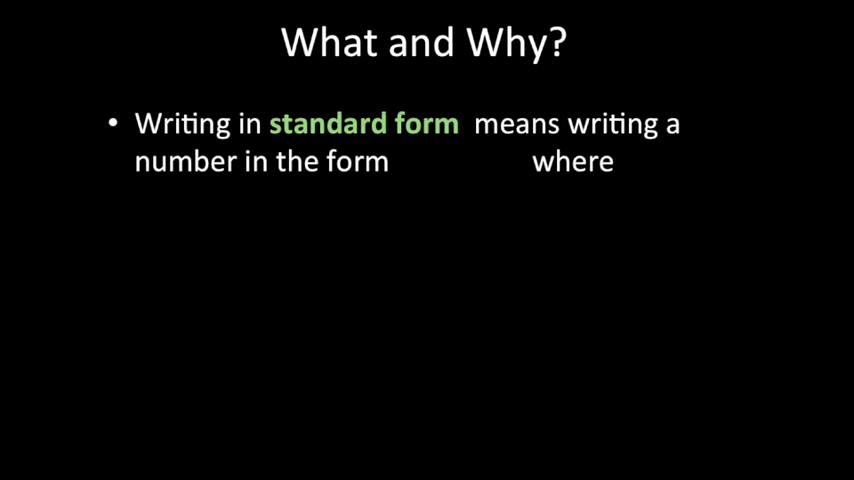 What and Why?
• Writing in standard form means writing a
number in the form where